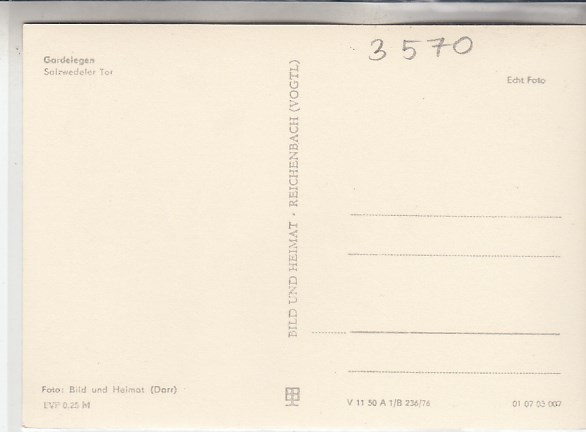 Gardelegen
Salzwedeler Tor
3570
Echt Foto
BILD UND HEIMAT · REICHENBACH (VOGTL)
Foto: Bild und Heimat (Darr)
EVP 0,25 M
V 11 50 A 1/B 236/76
01 07 03 007